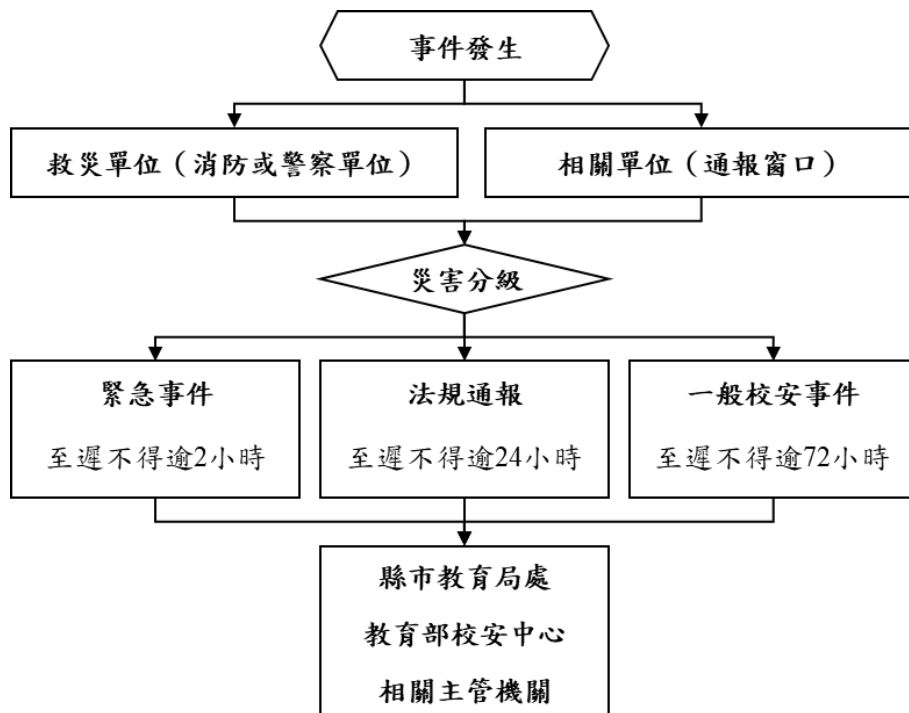 事件發生
救災單位（消防或警察單位）
相關單位（通報窗口）
災害分級
緊急事件
至遲不得逾2小時
法規通報
至遲不得逾24小時
一般校安事件
至遲不得逾72小時
縣市教育局處
教育部校安中心
相關主管機關